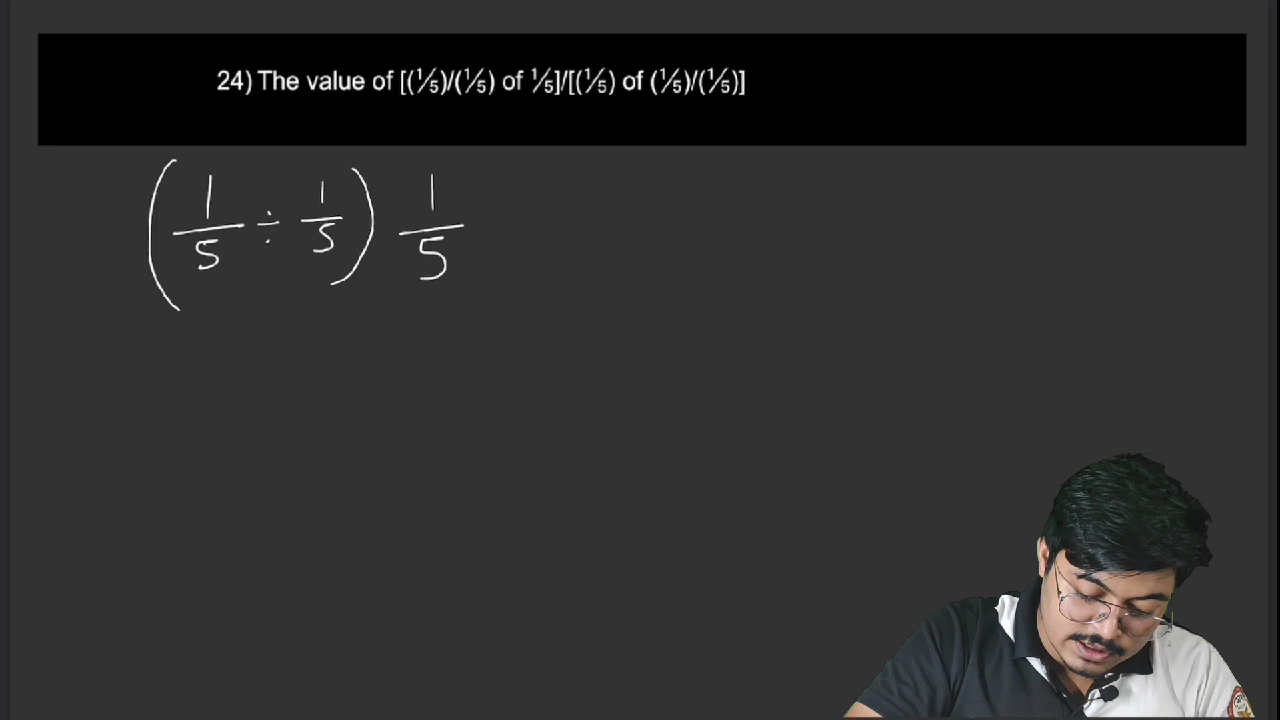 24) The value of [(⅕)/(⅕) of ⅕]/[(⅕) of (⅕)/(⅕)]
(1/5 ÷ 1/5) 1/5